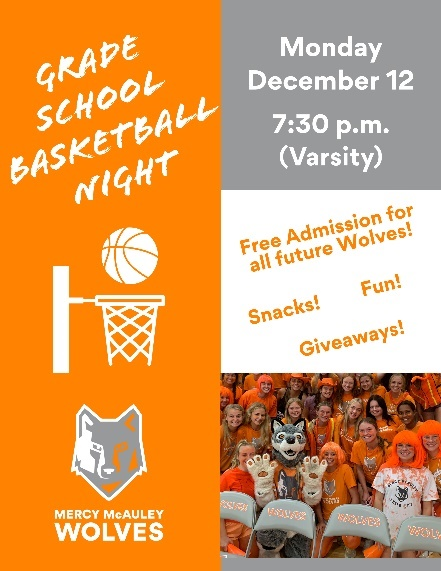 GRADE
SCHOOL
BASKETBALL
NIGHT
MERCY McAULEY
WOLVES
Monday
December 12
7:30 p.m.
(Varsity)
Free Admission for
all future Wolves!
Fun!
Snacks!
Giveaways!
WOLVES